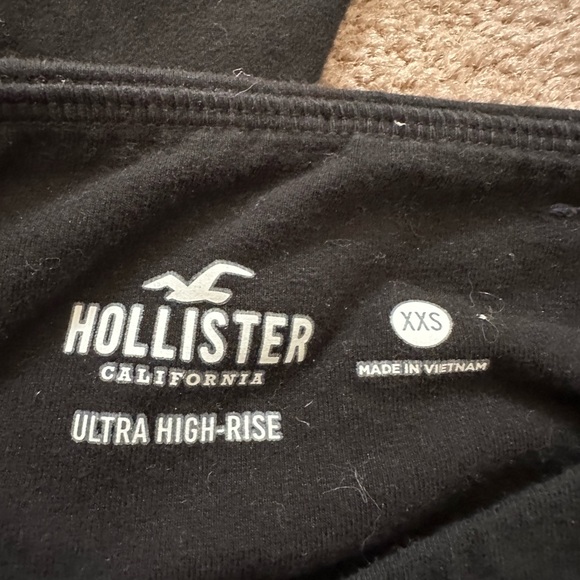 HOLLISTER
CALIFORNIA
ULTRA HIGH-RISE
XXS
MADE IN VIETNAM